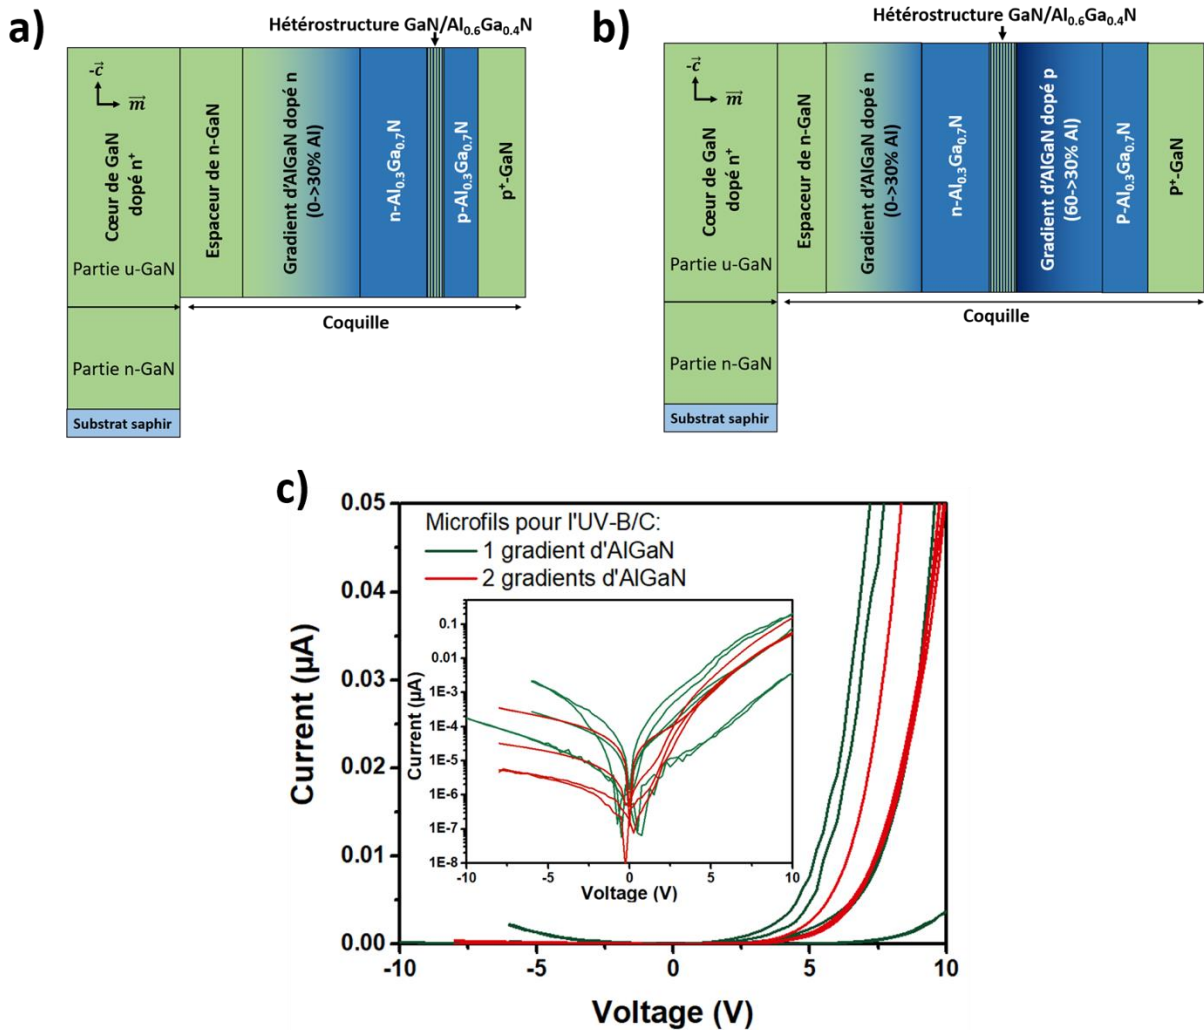 a)
Hétérostructure GaN/Al0.6Ga0.4N
-c⃗
m⃗
Cœur de GaN
dopé n+
Partie u-GaN
Partie n-GaN
Substrat saphir
Espaceur de n-GaN
Gradient d'AlGaN dopé n
(0->30% Al)
n-Al0.3Ga0.7N
p-Al0.3Ga0.7N
p+-GaN
Coquille
b)
Hétérostructure GaN/Al0.6Ga0.4N
-c⃗
m⃗
Cœur de GaN
dopé n+
Partie u-GaN
Partie n-GaN
Substrat saphir
Espaceur de n-GaN
Gradient d'AlGaN dopé n
(0->30% Al)
n-Al0.3Ga0.7N
Gradient d'AlGaN dopé p
(60->30% Al)
P-Al0.3Ga0.7N
P+-GaN
Coquille
c)
Microfils pour l'UV-B/C:
1 gradient d'AlGaN
2 gradients d'AlGaN
Current (µA)
0.05
0.04
0.03
0.02
0.01
0.00
-10
-5
0
5
10
Voltage (V)
Current (µA)
0.1
0.01
1E-3
1E-4
1E-5
1E-6
1E-7
1E-8
-10
-5
0
5
10
Voltage (V)